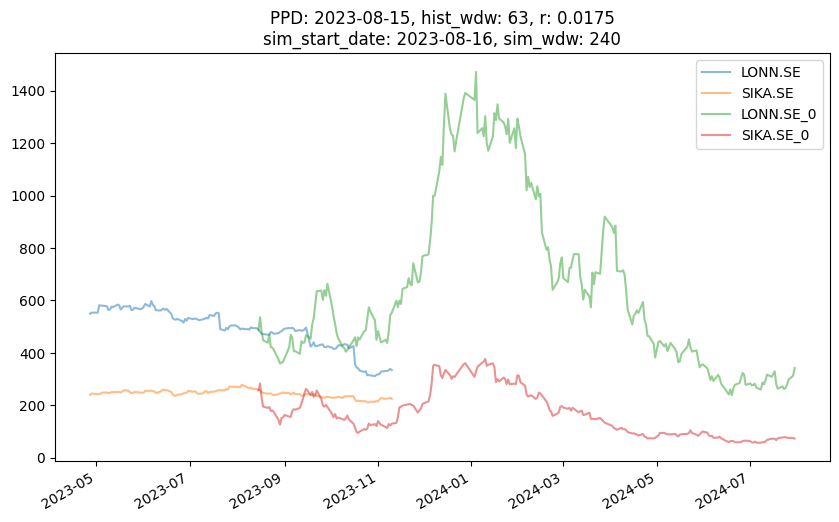 PPD: 2023-08-15, hist_wdw: 63, r: 0.0175
sim_start_date: 2023-08-16, sim_wdw: 240
LONN.SE
SIKA.SE
LONN.SE_0
SIKA.SE_0
1400
1200
1000
800
600
400
200
0
2023-05
2023-07
2023-09
2023-11
2024-01
2024-03
2024-05
2024-07